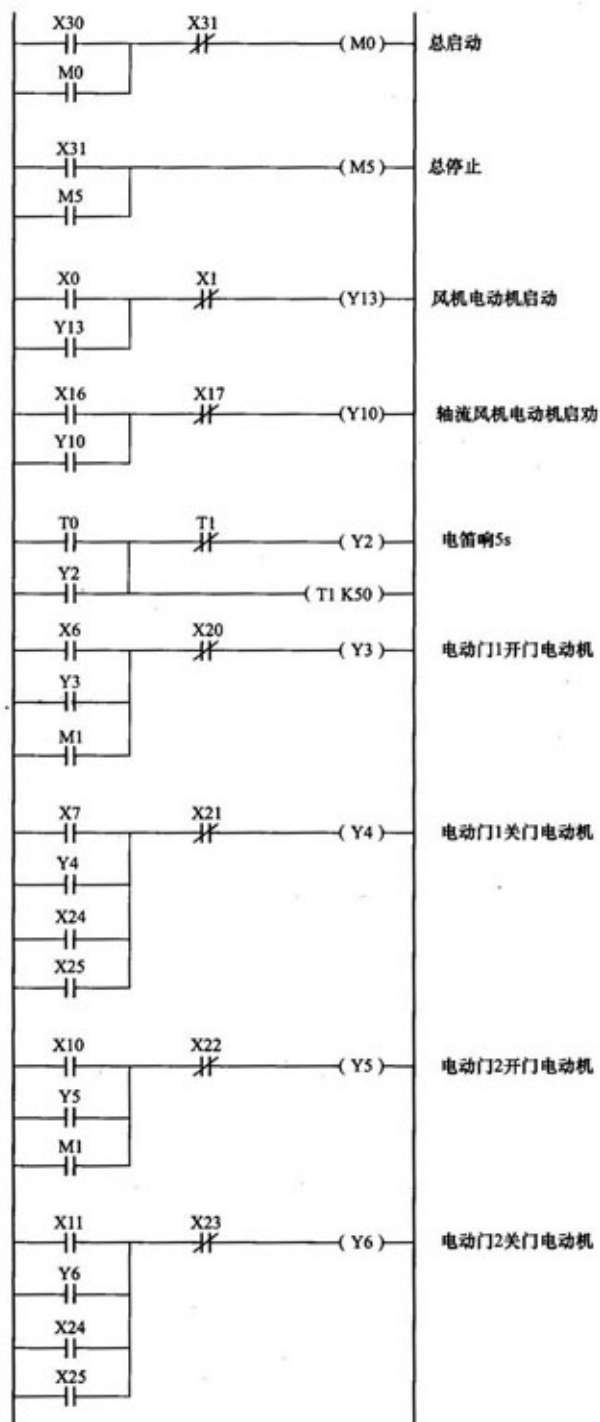 X30 X31
( M0 ) 总启动
M0
X31
( M5 ) 总停止
M5
X0 X1
(Y13) 风机电动机启动
Y13
X16 X17
(Y10) 轴流风机电动机启动
Y10
T0 T1
( Y2 ) 电笛响5s
Y2
( T1 K50 )
X6 X20
( Y3 ) 电动门1开门电动机
Y3
M1
X7 X21
( Y4 ) 电动门1关门电动机
Y4
X24
X25
X10 X22
( Y5 ) 电动门2开门电动机
Y5
M1
X11 X23
( Y6 ) 电动门2关门电动机
Y6
X24
X25